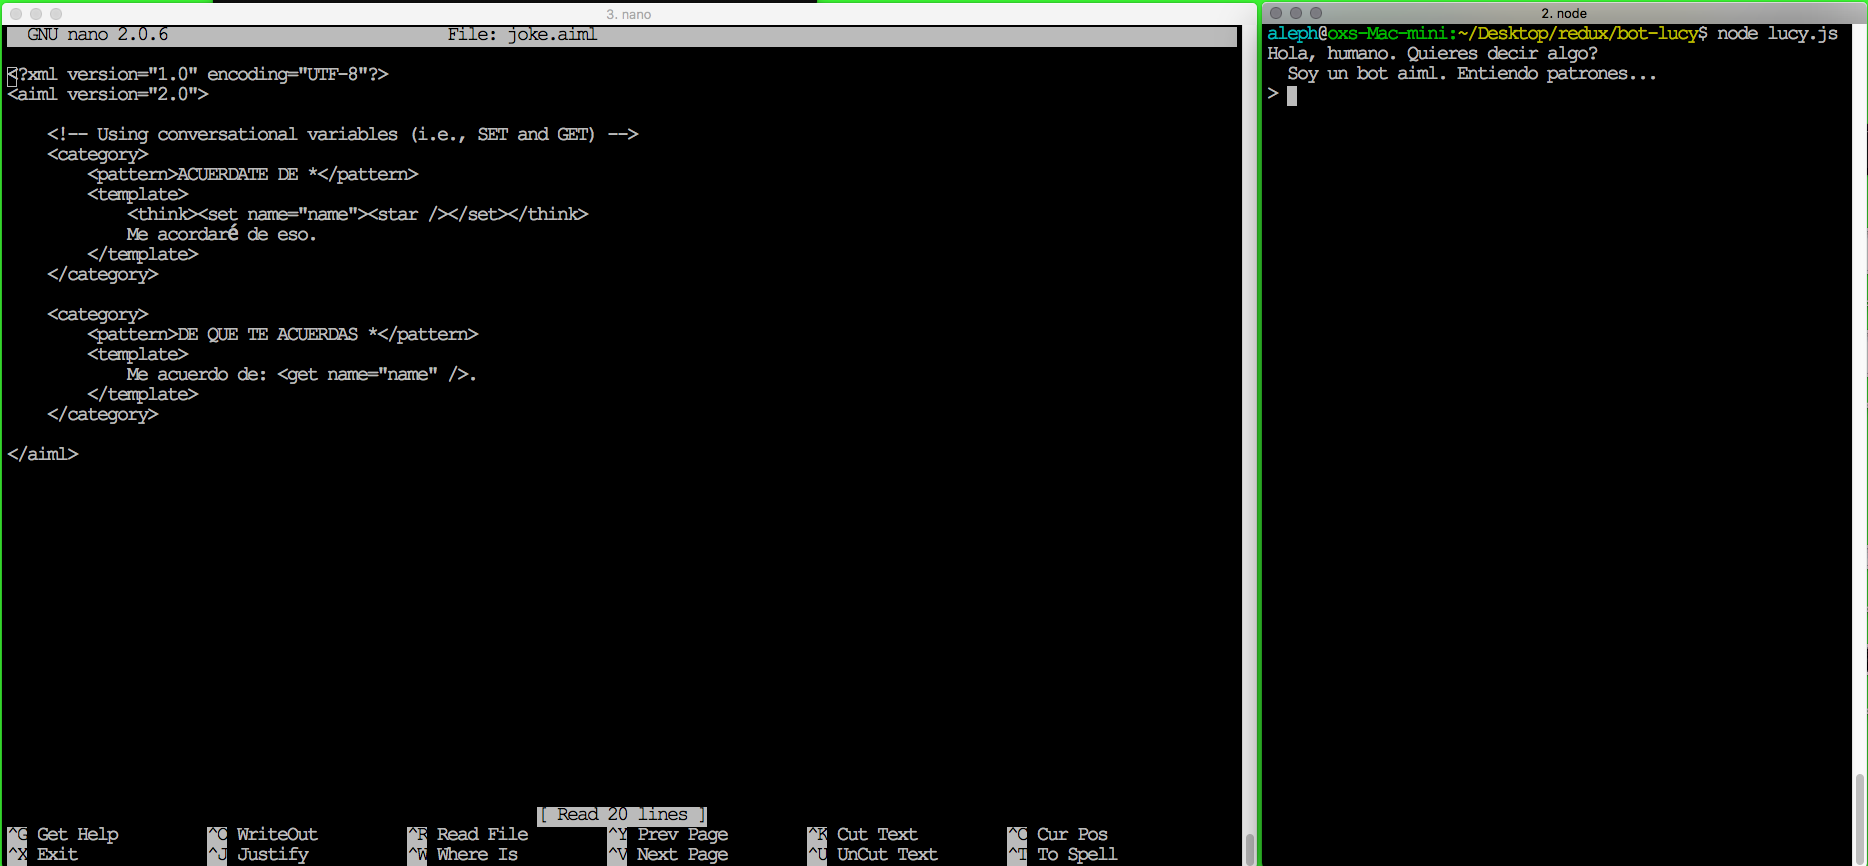 3. nano
GNU nano 2.0.6 File: joke.aiml
<?xml version="1.0" encoding="UTF-8"?>
<aiml version="2.0">
<!-- Using conversational variables (i.e., SET and GET) -->
<category>
<pattern>ACUERDATE DE *</pattern>
<template>
<think><set name="name"><star /></set></think>
Me acordaré de eso.
</template>
</category>
<category>
<pattern>DE QUE TE ACUERDAS *</pattern>
<template>
Me acuerdo de: <get name="name" />.
</template>
</category>
</aiml>
[ Read 20 lines ]
^G Get Help ^O WriteOut ^R Read File ^Y Prev Page ^K Cut Text ^C Cur Pos
^X Exit ^J Justify ^W Where Is ^V Next Page ^U UnCut Text ^T To Spell
2. node
aleph@oxs-Mac-mini:~/Desktop/redux/bot-lucy$ node lucy.js
Hola, humano. Quieres decir algo?
Soy un bot aiml. Entiendo patrones...
>